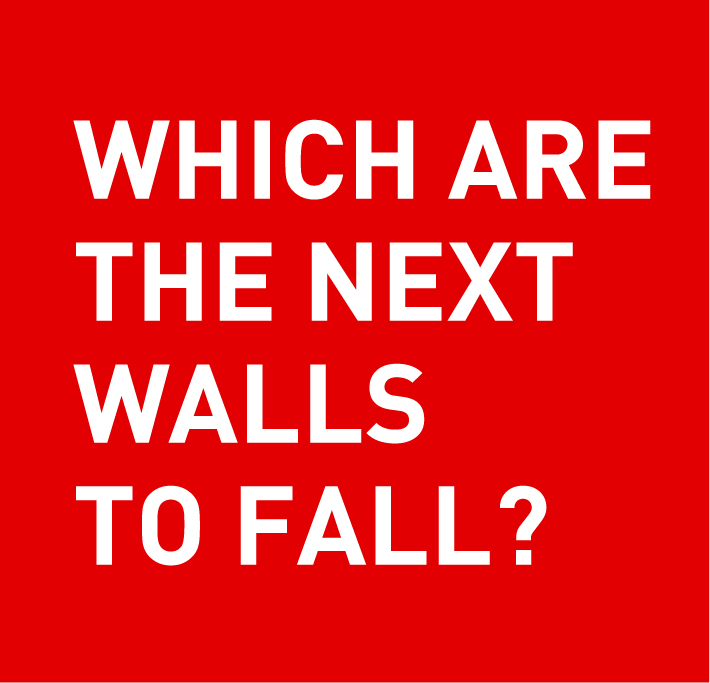 WHICH ARE
THE NEXT
WALLS
TO FALL?